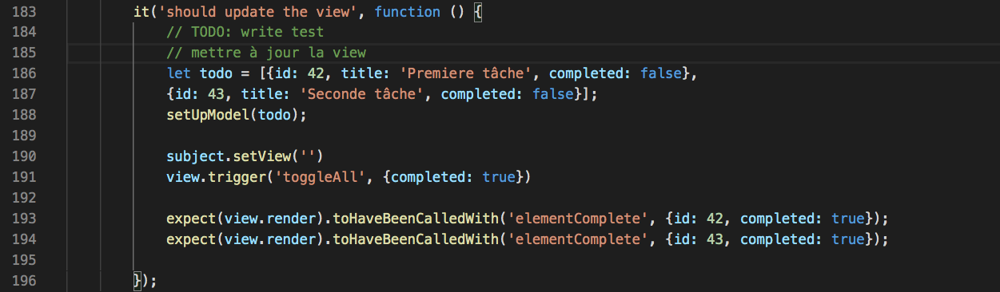 183 it('should update the view', function () {
184 // TODO: write test
185 // mettre à jour la view
186 let todo = [{id: 42, title: 'Premiere tâche', completed: false},
187 {id: 43, title: 'Seconde tâche', completed: false}];
188 setUpModel(todo);
189
190 subject.setView('')
191 view.trigger('toggleAll', {completed: true})
192
193 expect(view.render).toHaveBeenCalledWith('elementComplete', {id: 42, completed: true});
194 expect(view.render).toHaveBeenCalledWith('elementComplete', {id: 43, completed: true});
195
196 });